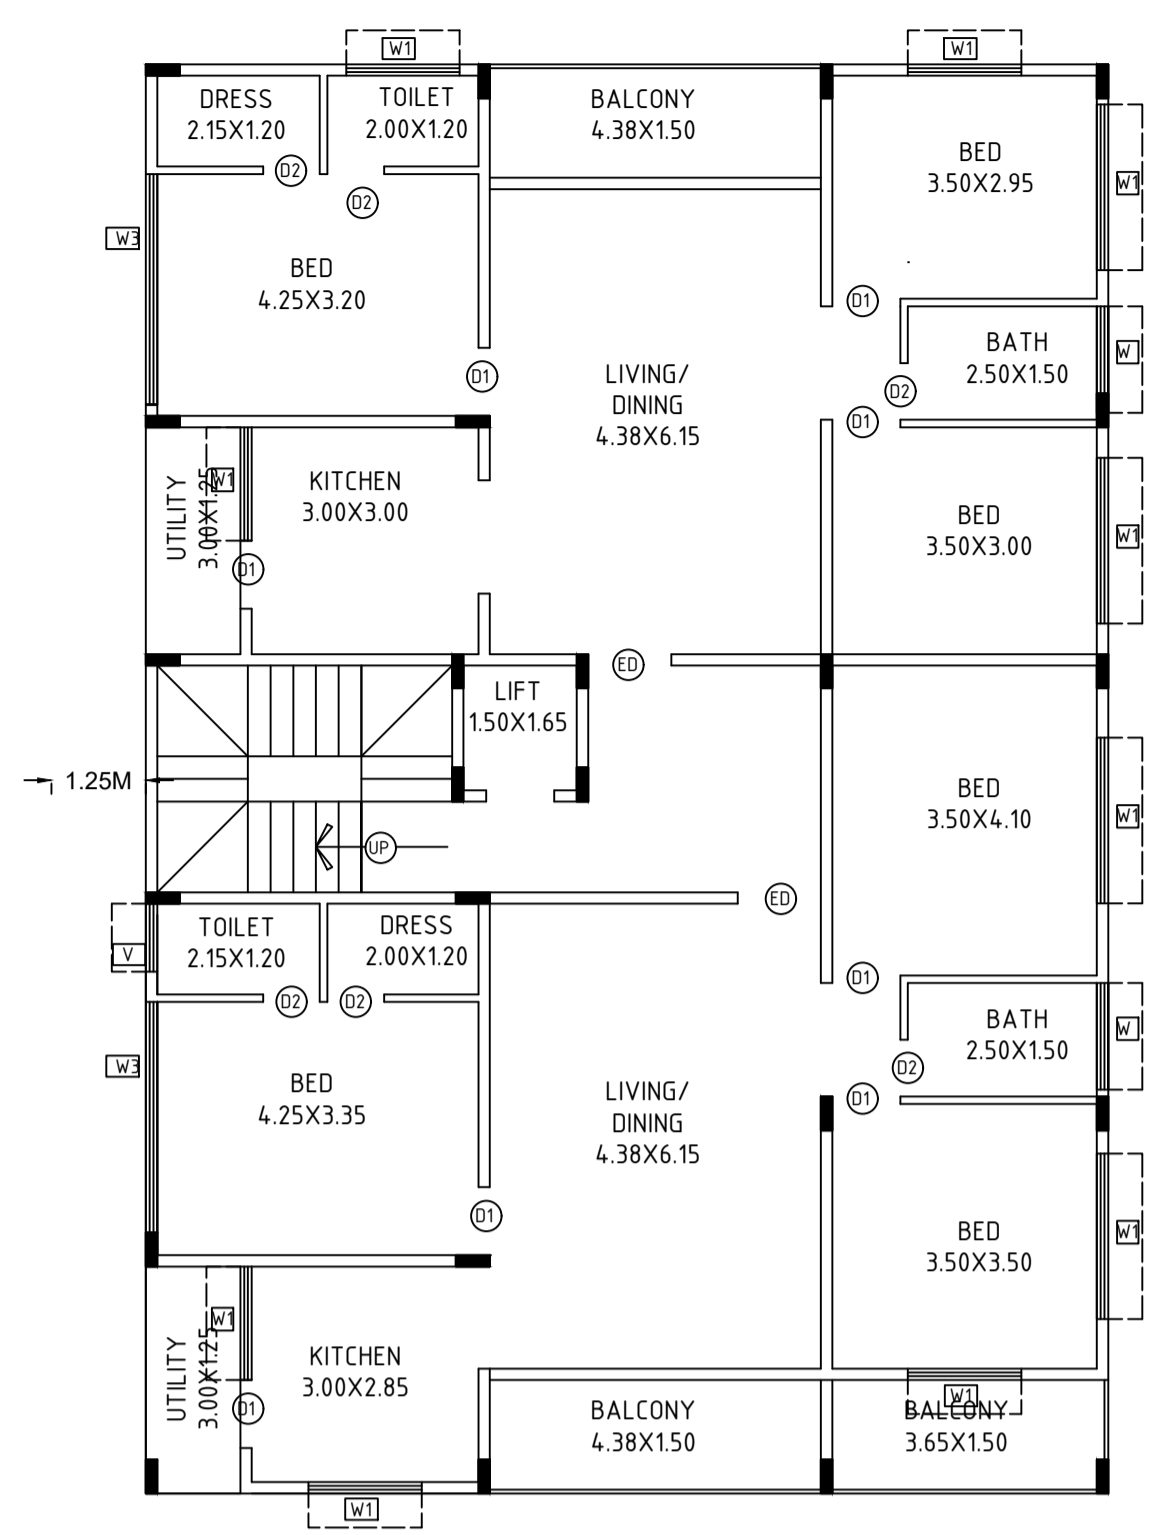 W1
W1
DRESS
2.15X1.20
TOILET
2.00X1.20
BALCONY
4.38X1.50
BED
3.50X2.95
W1
D2
D2
W3
BED
4.25X3.20
D1
BATH
2.50X1.50
W
D1
D2
D1
LIVING/
DINING
4.38X6.15
W1
UTILITY
3.00X1.25
KITCHEN
3.00X3.00
D1
BED
3.50X3.00
W1
ED
LIFT
1.50X1.65
1.25M
BED
3.50X4.10
W1
UP
ED
TOILET
2.15X1.20
DRESS
2.00X1.20
V
D2
D2
D1
BATH
2.50X1.50
W
D2
D1
W3
BED
4.25X3.35
LIVING/
DINING
4.38X6.15
D1
BED
3.50X3.50
W1
W1
UTILITY
3.00X1.25
KITCHEN
3.00X2.85
D1
W1
BALCONY
4.38X1.50
BALCONY
3.65X1.50
W1